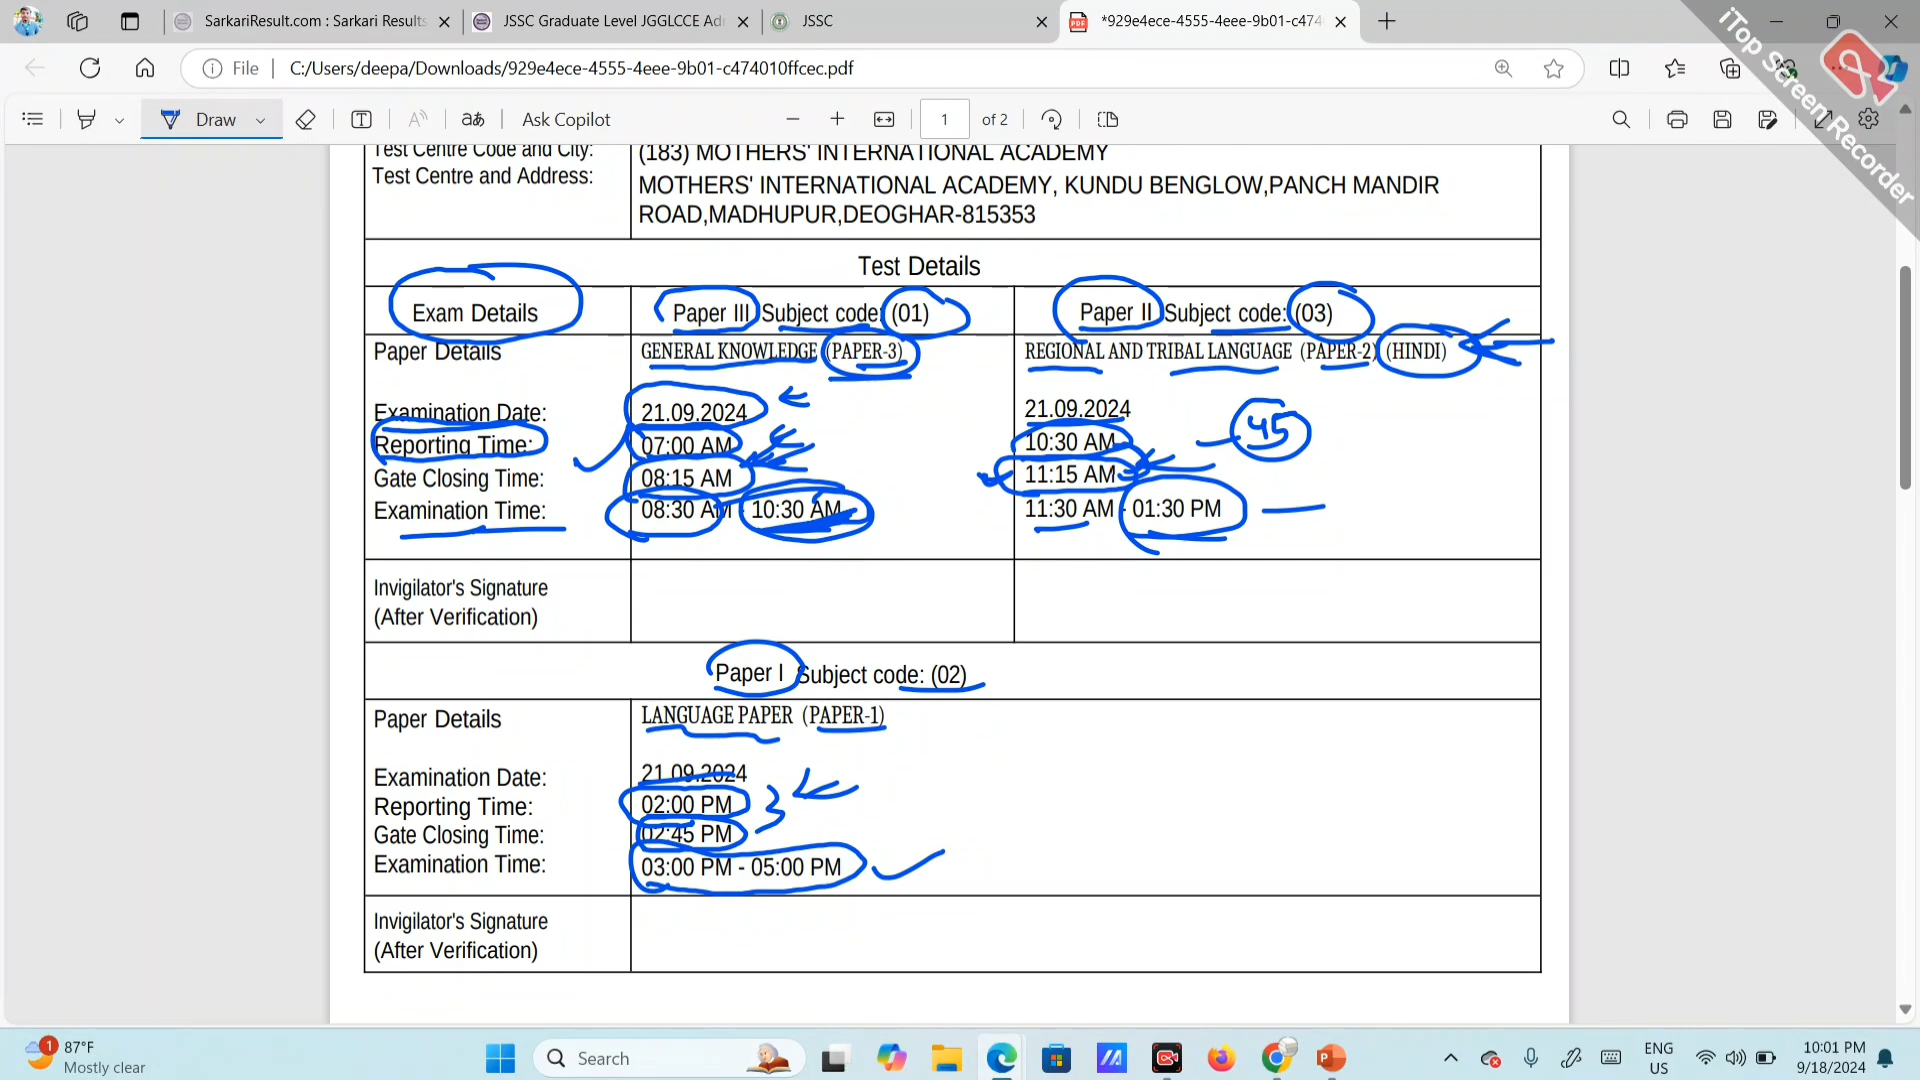 SarkariResult.com : Sarkari Results
JSSC Graduate Level JGGLCCE Adm
JSSC
*929e4ece-4555-4eee-9b01-c474
File
C:/Users/deepa/Downloads/929e4ece-4555-4eee-9b01-c474010ffcec.pdf
iTop Screen Recorder
Draw
aあ
Ask Copilot
1 of 2
Test Centre Code and City:
(183) MOTHERS' INTERNATIONAL ACADEMY
Test Centre and Address:
MOTHERS' INTERNATIONAL ACADEMY, KUNDU BENGLOW,PANCH MANDIR
ROAD,MADHUPUR,DEOGHAR-815353
Test Details
Exam Details
Paper III Subject code: (01)
Paper II Subject code: (03)
Paper Details
GENERAL KNOWLEDGE (PAPER-3)
REGIONAL AND TRIBAL LANGUAGE (PAPER-2) (HINDI)
Examination Date:
21.09.2024
21.09.2024
45
Reporting Time:
07:00 AM
10:30 AM
Gate Closing Time:
08:15 AM
11:15 AM
Examination Time:
08:30 AM - 10:30 AM
11:30 AM - 01:30 PM
Invigilator's Signature
(After Verification)
Paper I Subject code: (02)
Paper Details
LANGUAGE PAPER (PAPER-1)
Examination Date:
21.09.2024
Reporting Time:
02:00 PM
Gate Closing Time:
02:45 PM
Examination Time:
03:00 PM - 05:00 PM
Invigilator's Signature
(After Verification)
1
87°F
Mostly clear
Search
ENG
US
10:01 PM
9/18/2024